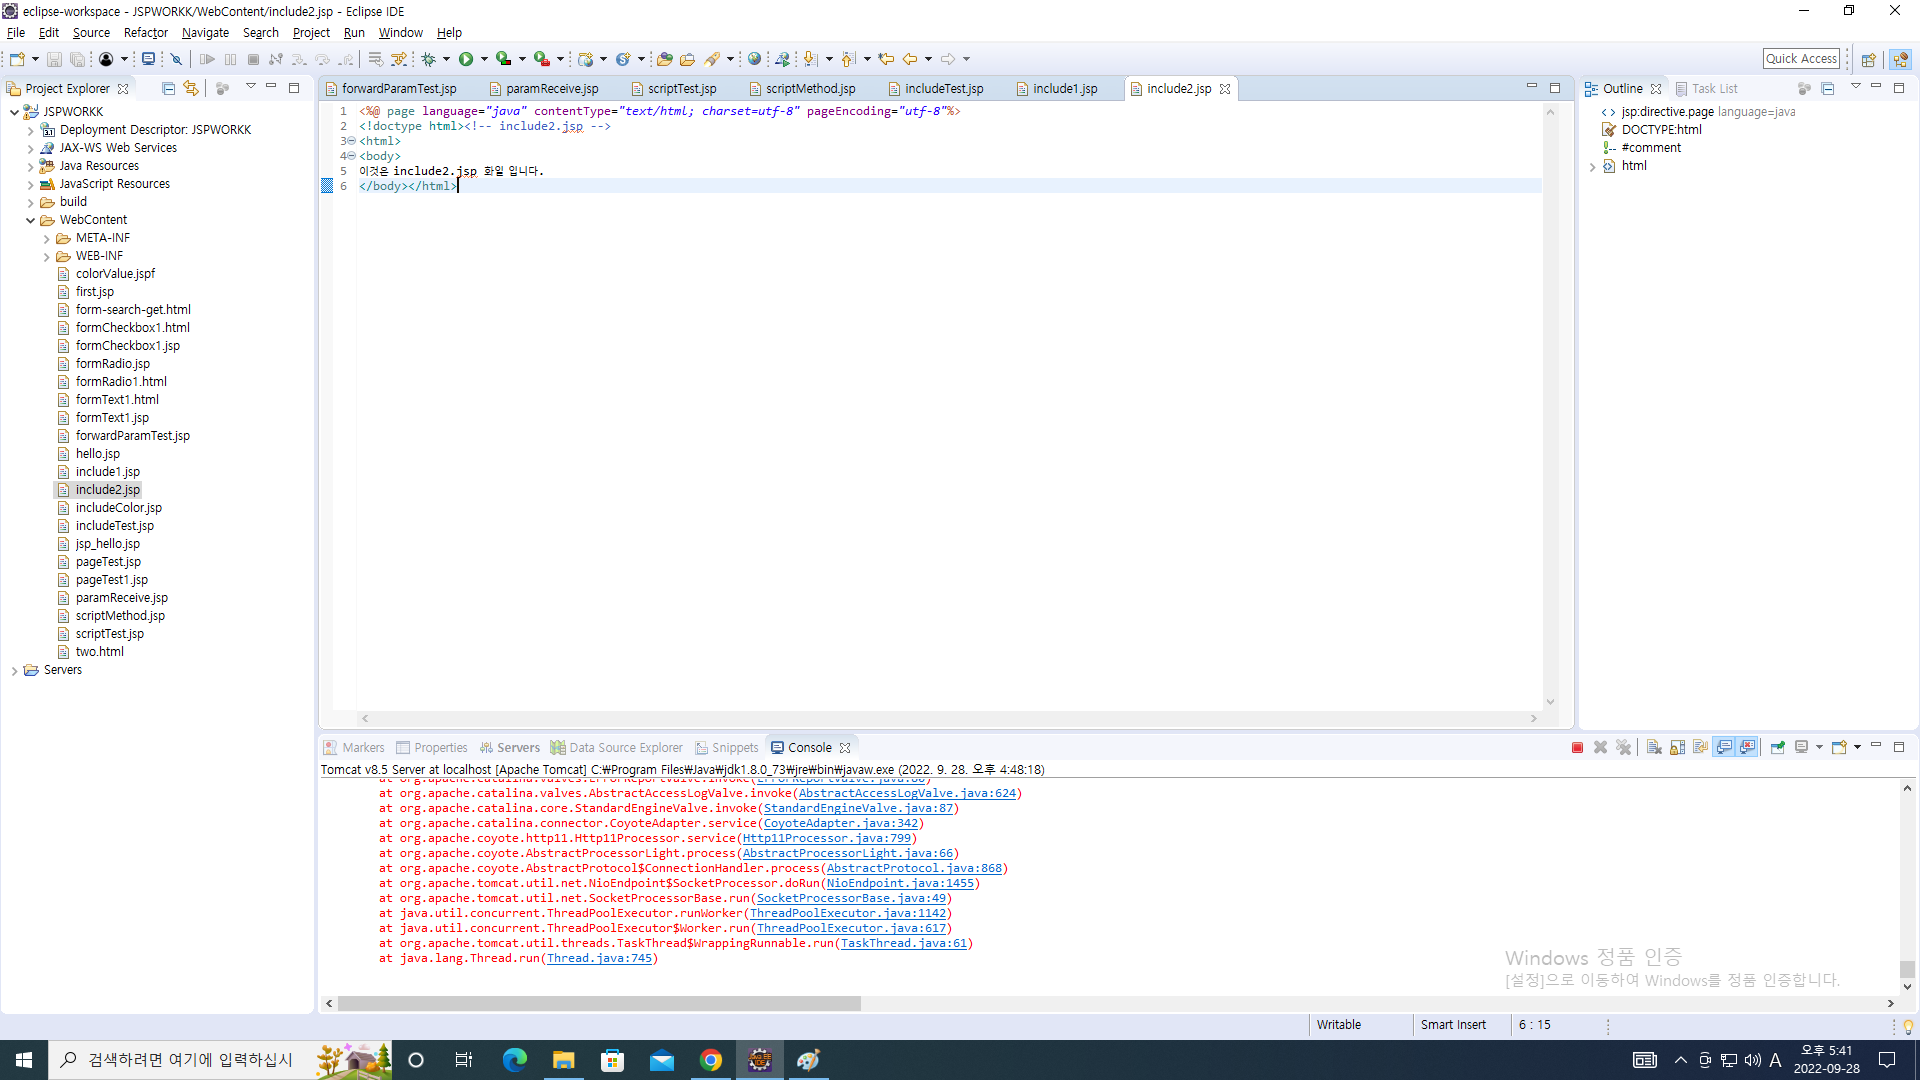 eclipse-workspace - JSPWORKK/WebContent/include2.jsp - Eclipse IDE
File Edit Source Refactor Navigate Search Project Run Window Help
Quick Access
Project Explorer
JSPWORKK
Deployment Descriptor: JSPWORKK
JAX-WS Web Services
Java Resources
JavaScript Resources
build
WebContent
META-INF
WEB-INF
colorValue.jspf
first.jsp
form-search-get.html
formCheckbox1.html
formCheckbox1.jsp
formRadio.jsp
formRadio1.html
formText1.html
formText1.jsp
forwardParamTest.jsp
hello.jsp
include1.jsp
include2.jsp
includeColor.jsp
includeTest.jsp
jsp_hello.jsp
pageTest.jsp
pageTest1.jsp
paramReceive.jsp
scriptMethod.jsp
scriptTest.jsp
two.html
Servers
forwardParamTest.jsp paramReceive.jsp scriptTest.jsp scriptMethod.jsp includeTest.jsp include1.jsp include2.jsp
1 <%@ page language="java" contentType="text/html; charset=utf-8" pageEncoding="utf-8"%>
2 <!doctype html><!-- include2.jsp -->
3 <html>
4 <body>
5 이것은 include2.jsp 화일 입니다.
6 </body></html>
Outline Task List
jsp:directive.page language=java
DOCTYPE:html
#comment
html
Markers Properties Servers Data Source Explorer Snippets Console
Tomcat v8.5 Server at localhost [Apache Tomcat] C:₩Program Files₩Java₩jdk1.8.0_73₩jre₩bin₩javaw.exe (2022. 9. 28. 오후 4:48:18)
at org.apache.catalina.valves.ErrorReportValve.invoke(ErrorReportValve.java:80)
at org.apache.catalina.valves.AbstractAccessLogValve.invoke(AbstractAccessLogValve.java:624)
at org.apache.catalina.core.StandardEngineValve.invoke(StandardEngineValve.java:87)
at org.apache.catalina.connector.CoyoteAdapter.service(CoyoteAdapter.java:342)
at org.apache.coyote.http11.Http11Processor.service(Http11Processor.java:799)
at org.apache.coyote.AbstractProcessorLight.process(AbstractProcessorLight.java:66)
at org.apache.coyote.AbstractProtocol$ConnectionHandler.process(AbstractProtocol.java:868)
at org.apache.tomcat.util.net.NioEndpoint$SocketProcessor.doRun(NioEndpoint.java:1455)
at org.apache.tomcat.util.net.SocketProcessorBase.run(SocketProcessorBase.java:49)
at java.util.concurrent.ThreadPoolExecutor.runWorker(ThreadPoolExecutor.java:1142)
at java.util.concurrent.ThreadPoolExecutor$Worker.run(ThreadPoolExecutor.java:617)
at org.apache.tomcat.util.threads.TaskThread$WrappingRunnable.run(TaskThread.java:61)
at java.lang.Thread.run(Thread.java:745)
Windows 정품 인증
[설정]으로 이동하여 Windows를 정품 인증합니다.
Writable Smart Insert 6 : 15
검색하려면 여기에 입력하십시
A
오후 5:41
2022-09-28